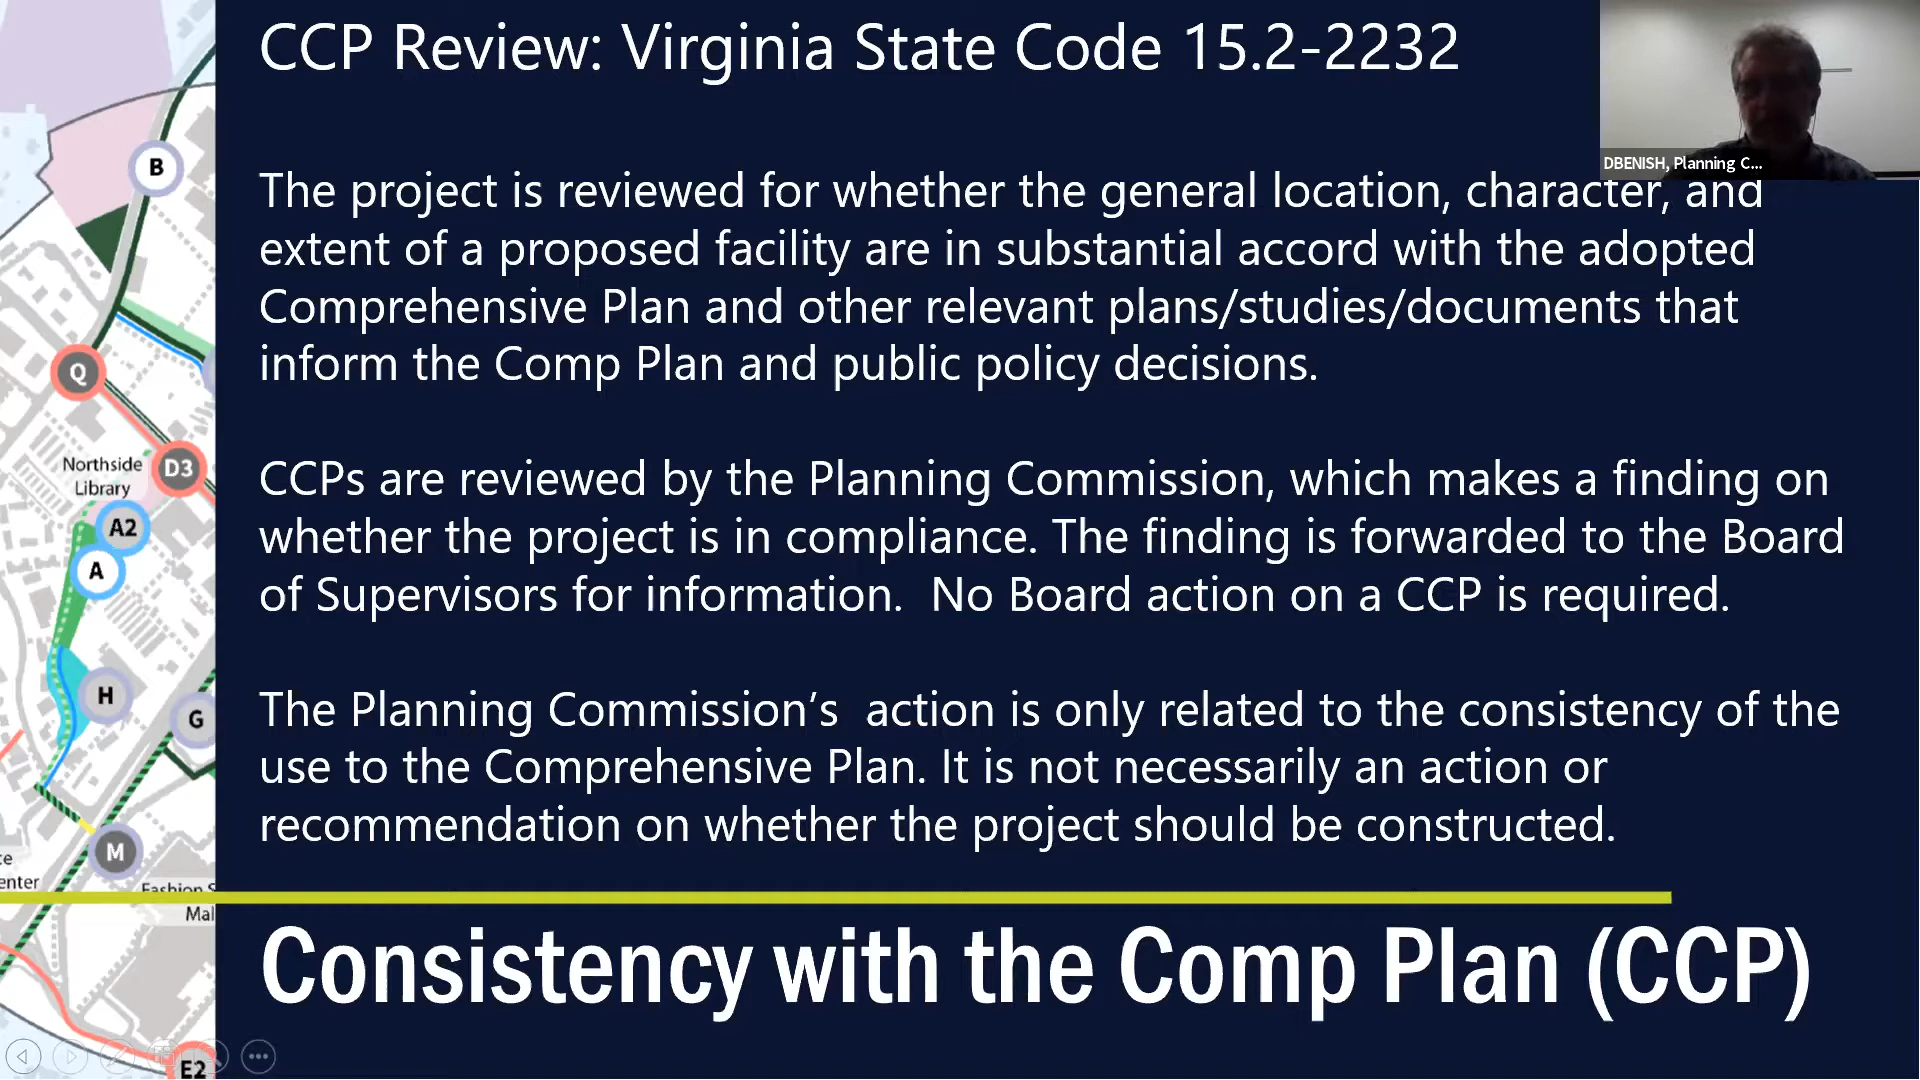 CCP Review: Virginia State Code 15.2-2232
DBENISH, Planning C...
The project is reviewed for whether the general location, character, and
extent of a proposed facility are in substantial accord with the adopted
Comprehensive Plan and other relevant plans/studies/documents that
inform the Comp Plan and public policy decisions.
CCPs are reviewed by the Planning Commission, which makes a finding on
whether the project is in compliance. The finding is forwarded to the Board
of Supervisors for information.  No Board action on a CCP is required.
The Planning Commission’s  action is only related to the consistency of the
use to the Comprehensive Plan. It is not necessarily an action or
recommendation on whether the project should be constructed.
Consistency with the Comp Plan (CCP)
B
Q
D3
Northside
Library
A2
A
H
G
M
ce
enter
Fashion S
Mal
E2